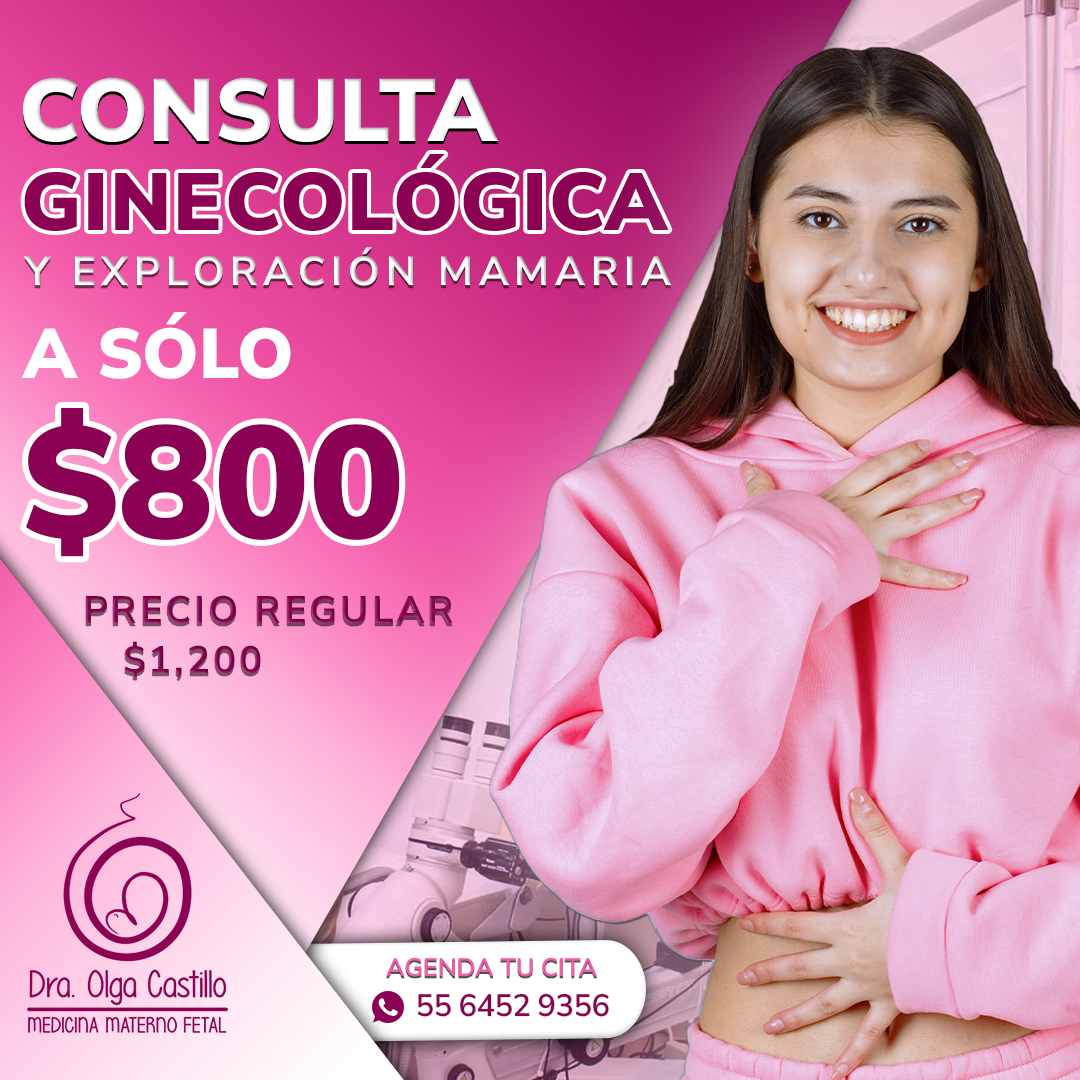 CONSULTA
GINECOLÓGICA
Y EXPLORACIÓN MAMARIA
A SÓLO
$800
PRECIO REGULAR
$1,200
Dra. Olga Castillo
MEDICINA MATERNO FETAL
AGENDA TU CITA
55 6452 9356